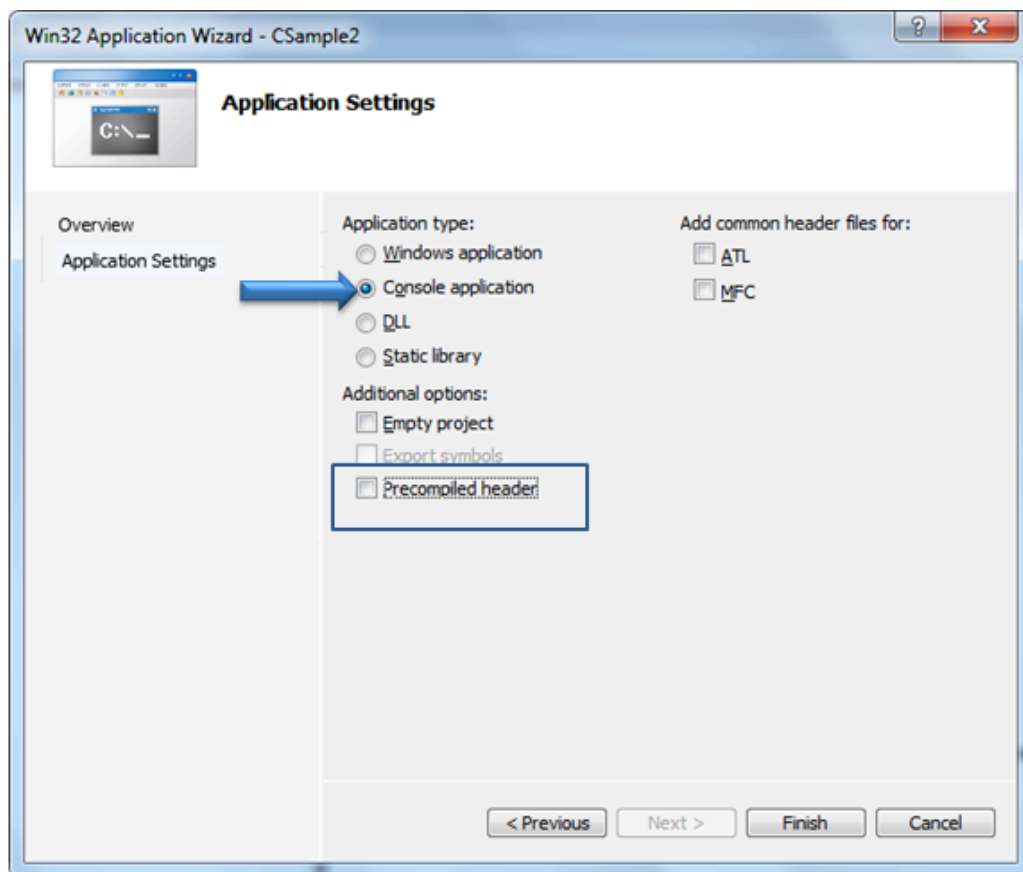 Win32 Application Wizard - CSample2
?
X
C:\_
Application Settings
Overview
Application Settings
Application type:
Windows application
Console application
DLL
Static library
Additional options:
Empty project
Export symbols
Precompiled header
Add common header files for:
ATL
MFC
< Previous
Next >
Finish
Cancel